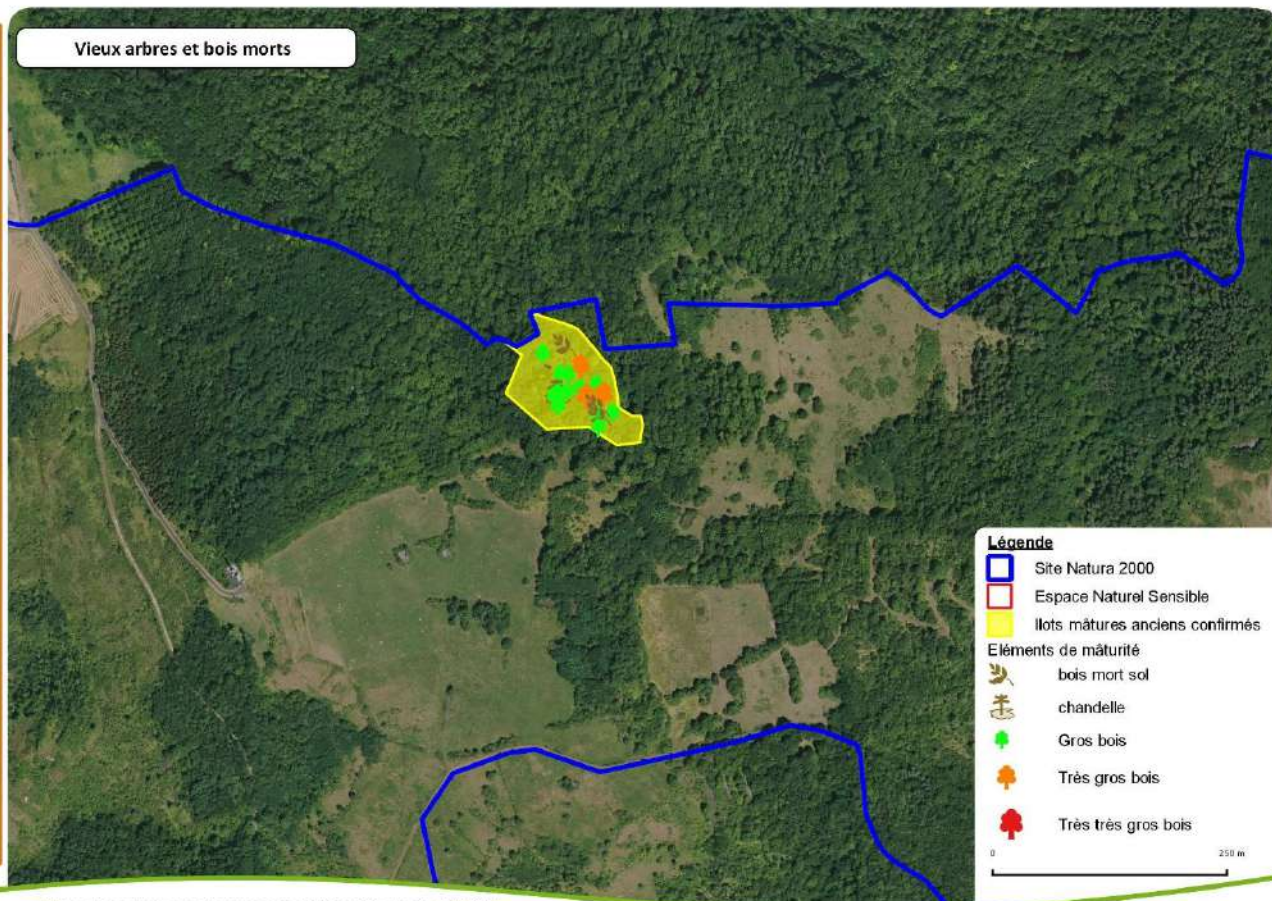 Vieux arbres et bois morts
Légende
Site Natura 2000
Espace Naturel Sensible
Ilots mâtures anciens confirmés
Eléments de mâturité
bois mort sol
chandelle
Gros bois
Très gros bois
Très très gros bois
0 250 m